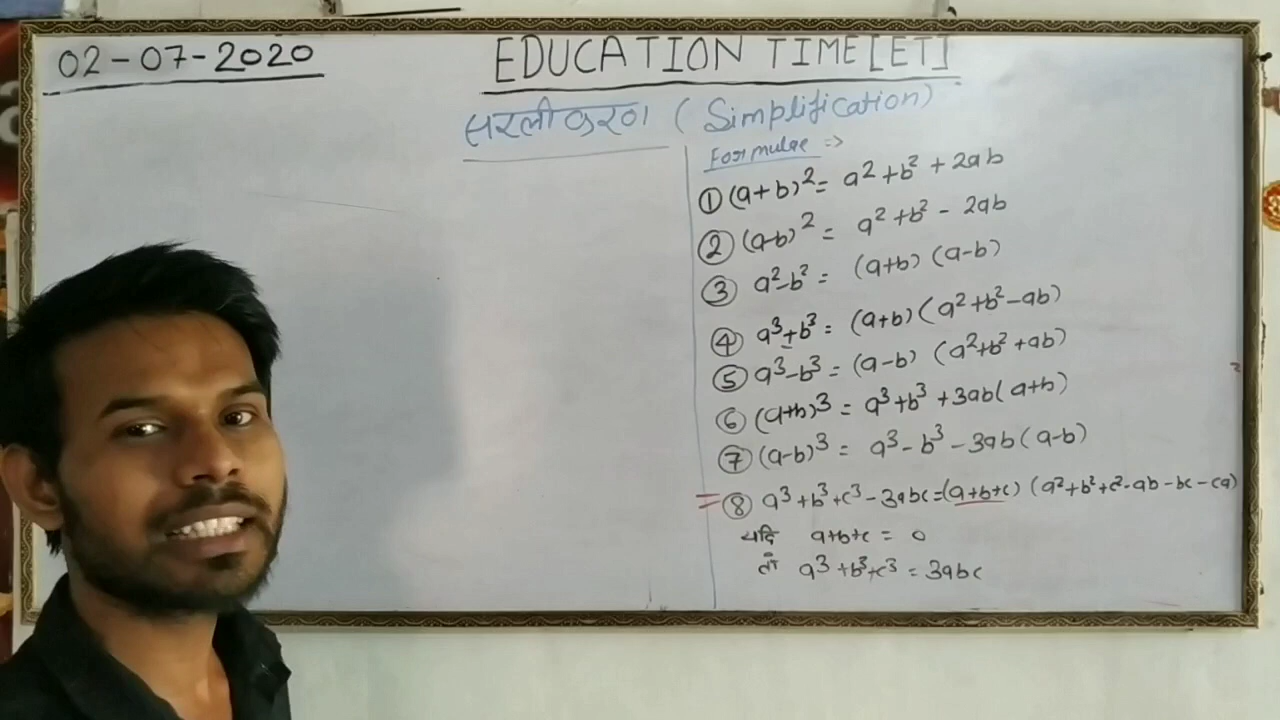 02-07-2020
EDUCATION TIME [ET]
सरलीकरण (Simplification)
Formulae =>
① (a+b)² = a² + b² + 2ab
② (a-b)² = a² + b² - 2ab
③ a²-b² = (a+b) (a-b)
④ a³+b³ = (a+b) (a²+b²-ab)
⑤ a³-b³ = (a-b) (a²+b²+ab)
⑥ (a+b)³ = a³+b³ +3ab(a+b)
⑦ (a-b)³ = a³-b³-3ab(a-b)
= ⑧ a³+b³+c³-3abc=(a+b+c) (a²+b²+c²-ab-bc-ca)
यदि a+b+c = 0
तो a³+b³+c³ = 3abc